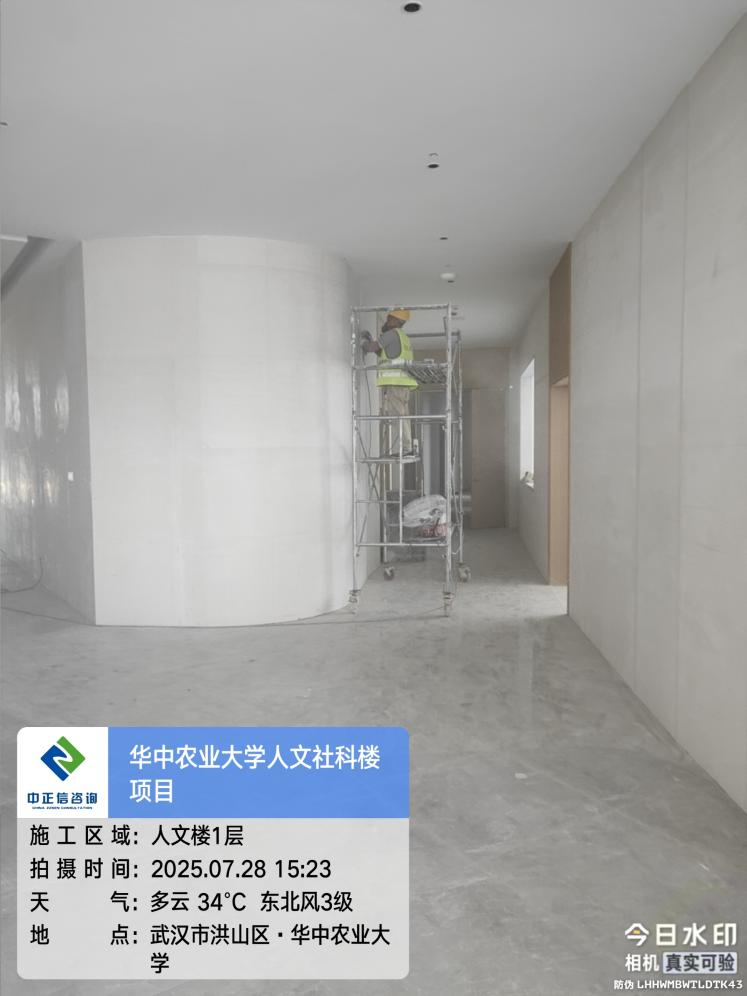 华中农业大学人文社科楼
项目
中正信咨询
CHINA ZENXIN CONSULTATION
施工区域：人文楼1层
拍摄时间：2025.07.28 15:23
天气：多云 34℃ 东北风3级
地点：武汉市洪山区·华中农业大
学
今日水印
相机 真实可验
防伪 LHHWMBWTLDTK43